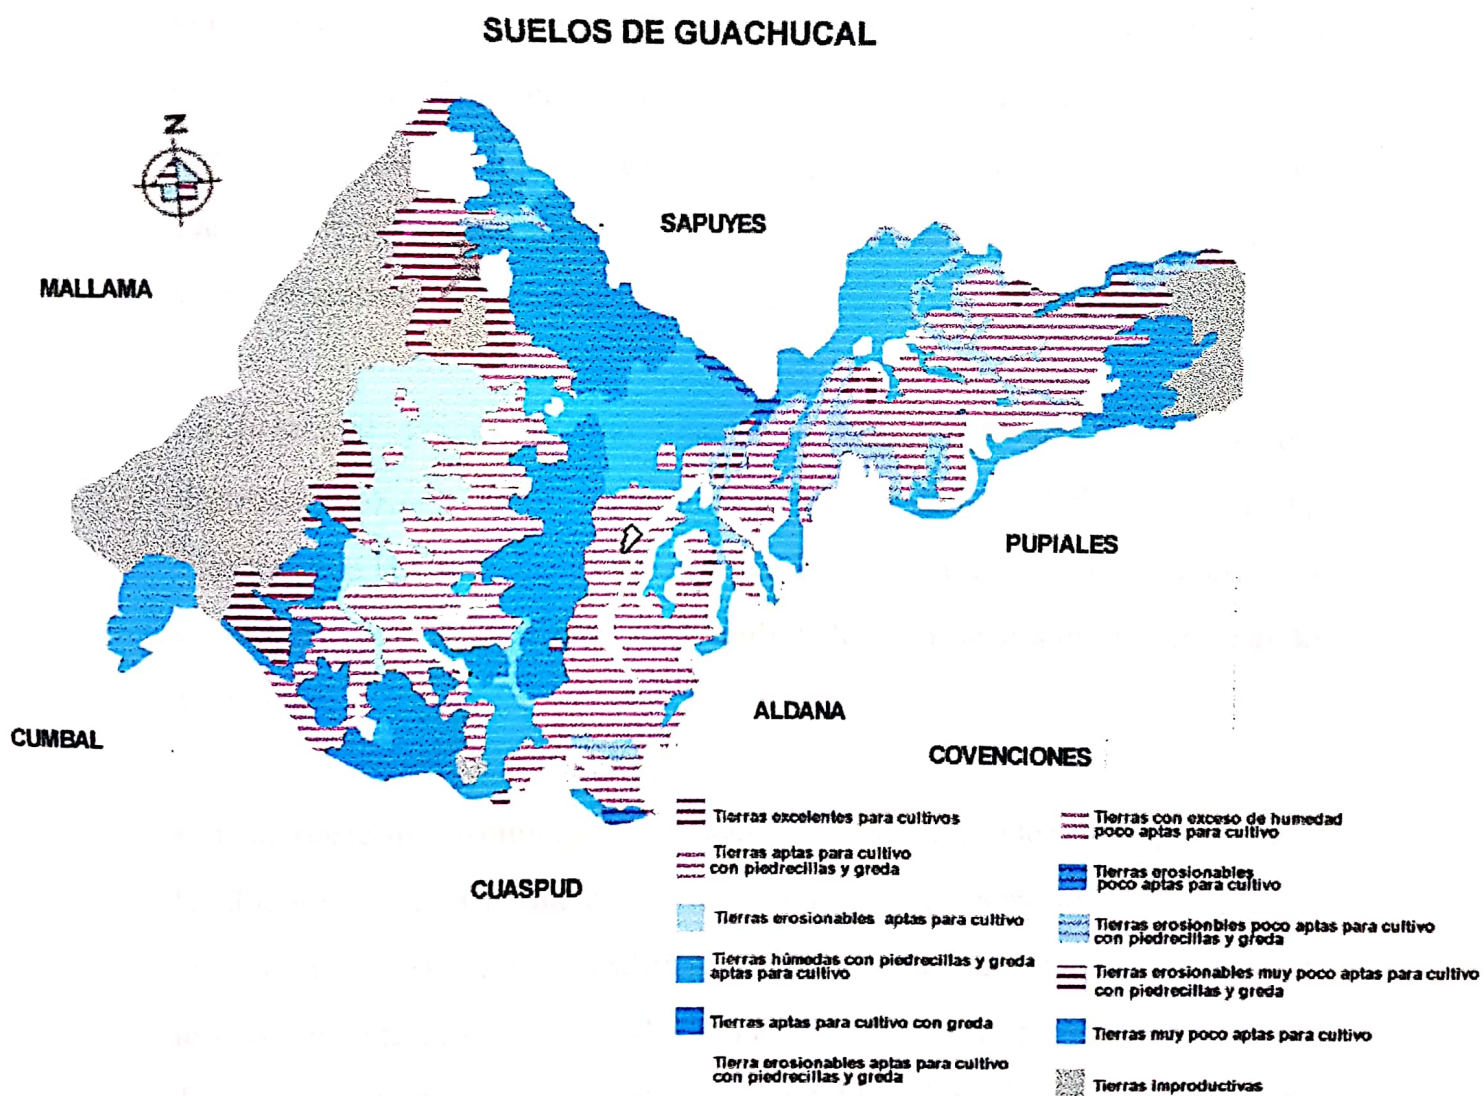 SUELOS DE GUACHUCAL
N
SAPUYES
MALLAMA
PUPIALES
ALDANA
CUMBAL
COVENCIONES
CUASPUD
Tierras excelentes para cultivos
Tierras aptas para cultivo
con piedrecillas y greda
Tierras erosionables aptas para cultivo
Tierras húmedas con piedrecillas y greda
aptas para cultivo
Tierras aptas para cultivo con greda
Tierra erosionables aptas para cultivo
con piedrecillas y greda
Tierras con exceso de humedad
poco aptas para cultivo
Tierras erosionables
poco aptas para cultivo
Tierras erosionbles poco aptas para cultivo
con piedrecillas y greda
Tierras erosionables muy poco aptas para cultivo
con piedrecillas y greda
Tierras muy poco aptas para cultivo
Tierras improductivas